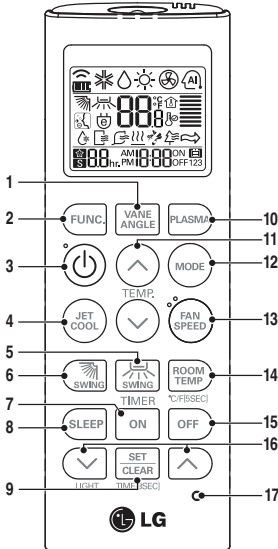 AI
88.8 °C °F
S 88 hr. AM PM 18:88 ON OFF 123
1
2 FUNC. VANE ANGLE PLASMA 10
11
3 MODE 12
TEMP.
4 JET COOL FAN SPEED 13
5
6 SWING SWING ROOM TEMP 14
°C/F[5SEC]
7 TIMER
8 SLEEP ON OFF 15
16
SET CLEAR
9 LIGHT TIME[3SEC] 17
LG